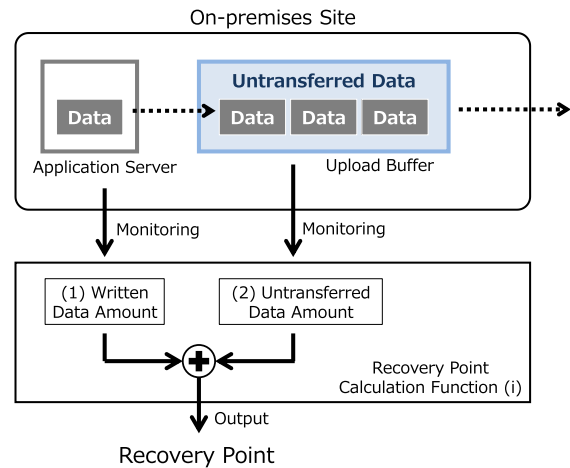 On-premises Site
Untransferred Data
Data
Data
Data
Data
Application Server
Upload Buffer
Monitoring
Monitoring
(1) Written
Data Amount
(2) Untransferred
Data Amount
Recovery Point
Calculation Function (i)
Output
Recovery Point